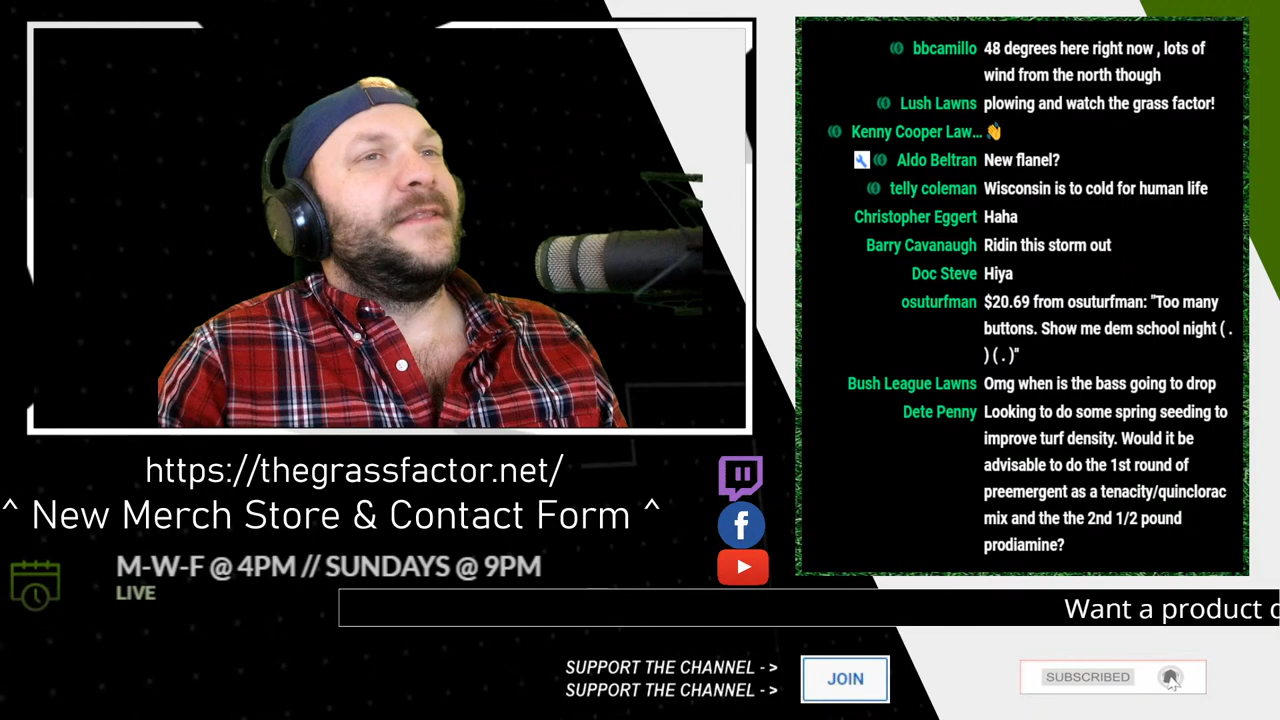 bbcamillo 48 degrees here right now , lots of
wind from the north though
Lush Lawns plowing and watch the grass factor!
Kenny Cooper Law... 👋
Aldo Beltran New flanel?
telly coleman Wisconsin is to cold for human life
Christopher Eggert Haha
Barry Cavanaugh Ridin this storm out
Doc Steve Hiya
osuturfman $20.69 from osuturfman: "Too many
buttons. Show me dem school night ( .
) ( . )"
Bush League Lawns Omg when is the bass going to drop
Dete Penny Looking to do some spring seeding to
improve turf density. Would it be
advisable to do the 1st round of
preemergent as a tenacity/quinclorac
mix and the the 2nd 1/2 pound
prodiamine?
https://thegrassfactor.net/
^ New Merch Store & Contact Form ^
M-W-F @ 4PM // SUNDAYS @ 9PM
LIVE
Want a product
SUPPORT THE CHANNEL - >
SUPPORT THE CHANNEL - >
JOIN
SUBSCRIBED